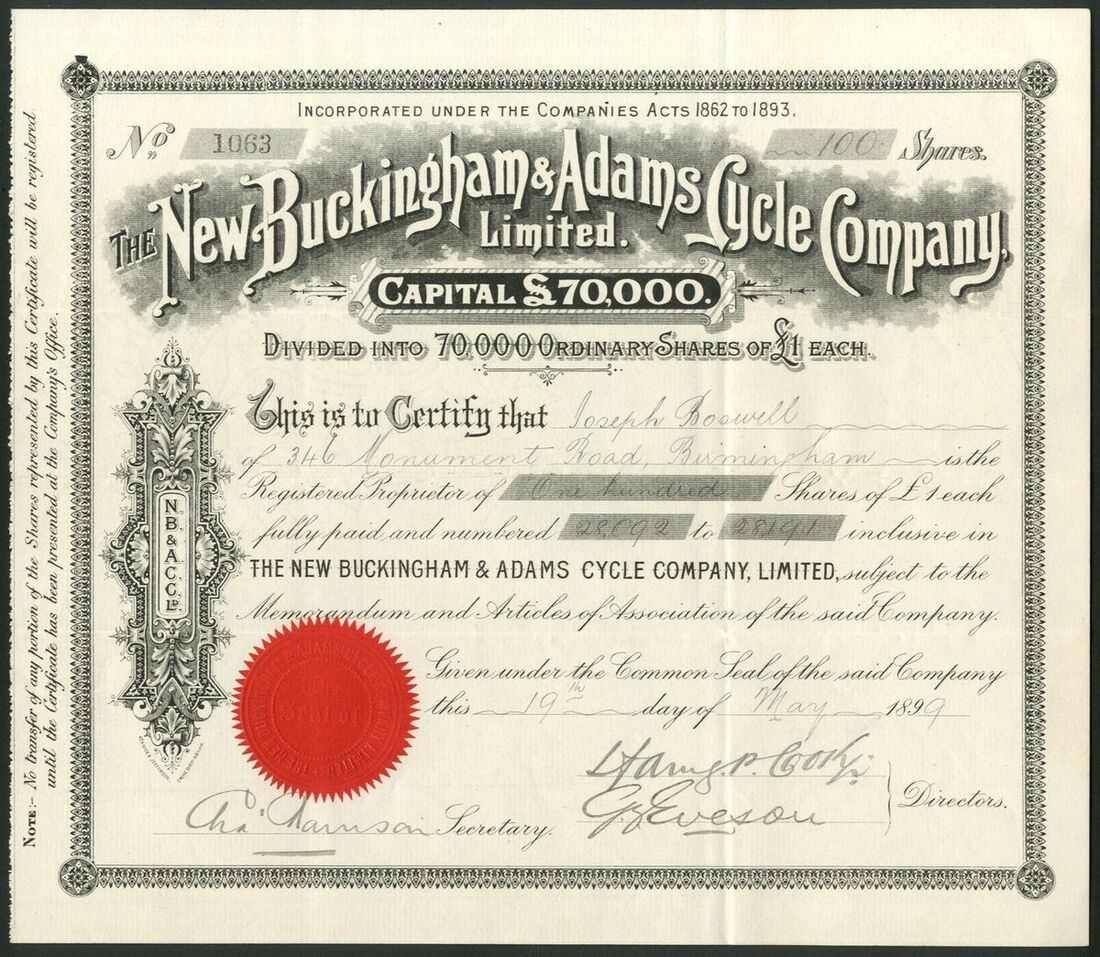 INCORPORATED UNDER THE COMPANIES ACTS 1862 TO 1893.
No 1063
99
100 Shares.
THE NEW BUCKINGHAM & ADAMS CYCLE COMPANY,
LIMITED.
CAPITAL £70,000.
DIVIDED INTO 70,000 ORDINARY SHARES OF £1 EACH.
This is to Certify that Joseph Boswell
of 346 Monument Road, Birmingham is the
Registered Proprietor of One hundred Shares of £1 each
fully paid and numbered 28,092 to 28,191 inclusive in
THE NEW BUCKINGHAM & ADAMS CYCLE COMPANY, LIMITED, subject to the
Memorandum and Articles of Association of the said Company.
Given under the Common Seal of the said Company
this 19th day of May 1899
Directors.
Chas Harrison Secretary.
G Eveson
N.B. & A.C.C. Ld.
NOTE:- No transfer of any portion of the Shares represented by this Certificate will be registered
until the Certificate has been presented at the Company's Office.